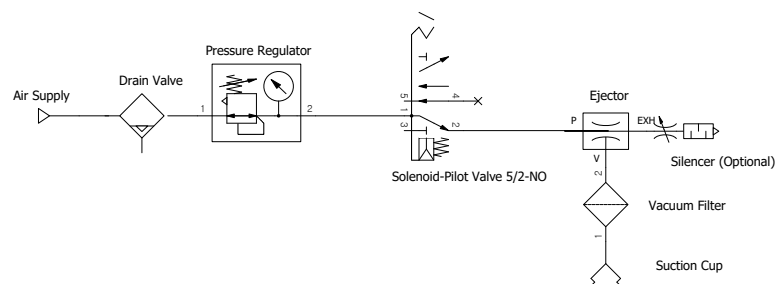 Pressure Regulator
Drain Valve
Air Supply
1
2
5
4
1
3
2
Solenoid-Pilot Valve 5/2-NO
Ejector
P
EXH
V
Silencer (Optional)
2
Vacuum Filter
1
Suction Cup